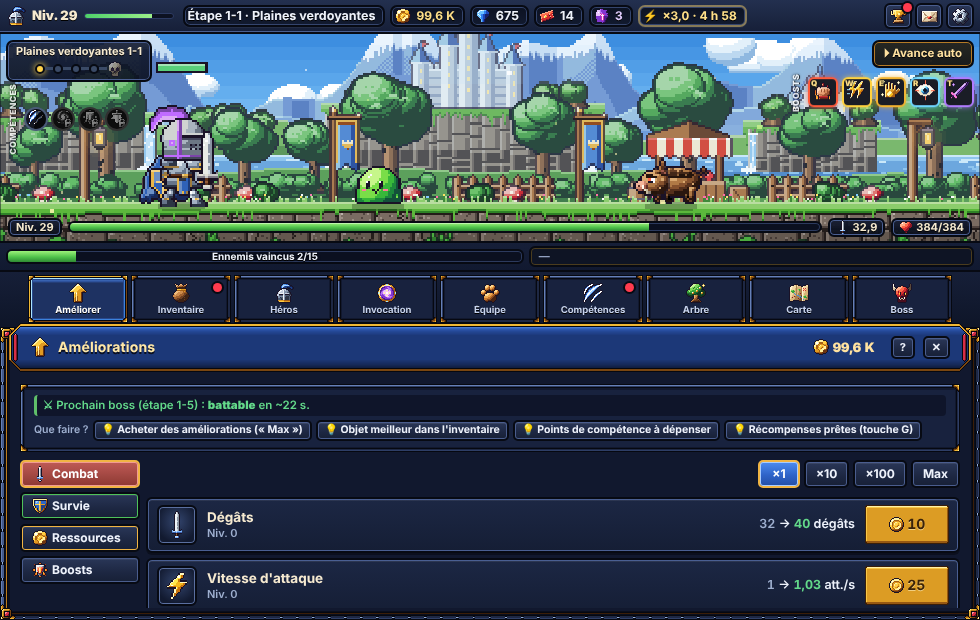 Niv. 29
Étape 1-1 · Plaines verdoyantes
99,6 K
675
14
3
×3,0 · 4 h 58
Plaines verdoyantes 1-1
Avance auto
COMPÉTENCES
BOOSTS
Niv. 29
32,9
384/384
Ennemis vaincus 2/15
—
Améliorer
Inventaire
Héros
Invocation
Equipe
Compétences
Arbre
Carte
Boss
Améliorations
99,6 K
?
×
Prochain boss (étape 1-5) : battable en ~22 s.
Que faire ?
Acheter des améliorations (« Max »)
Objet meilleur dans l'inventaire
Points de compétence à dépenser
Récompenses prêtes (touche G)
Combat
×1
×10
×100
Max
Survie
Ressources
Boosts
Dégâts
Niv. 0
32 → 40 dégâts
10
Vitesse d'attaque
Niv. 0
1 → 1,03 att./s
25